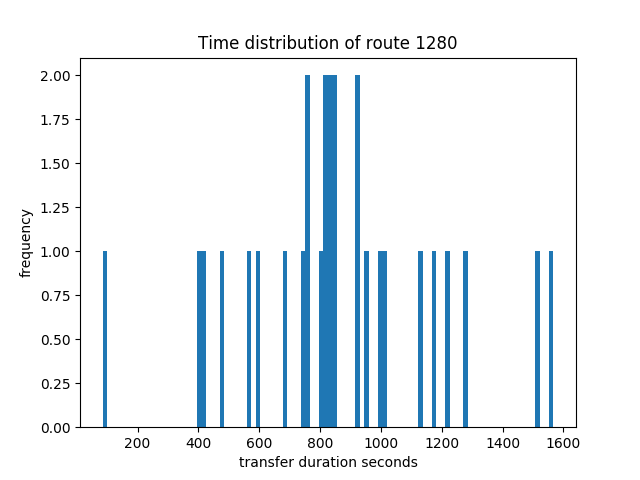 Time distribution of route 1280
2.00
1.75
1.50
1.25
1.00
0.75
0.50
0.25
0.00
frequency
200 400 600 800 1000 1200 1400 1600
transfer duration seconds